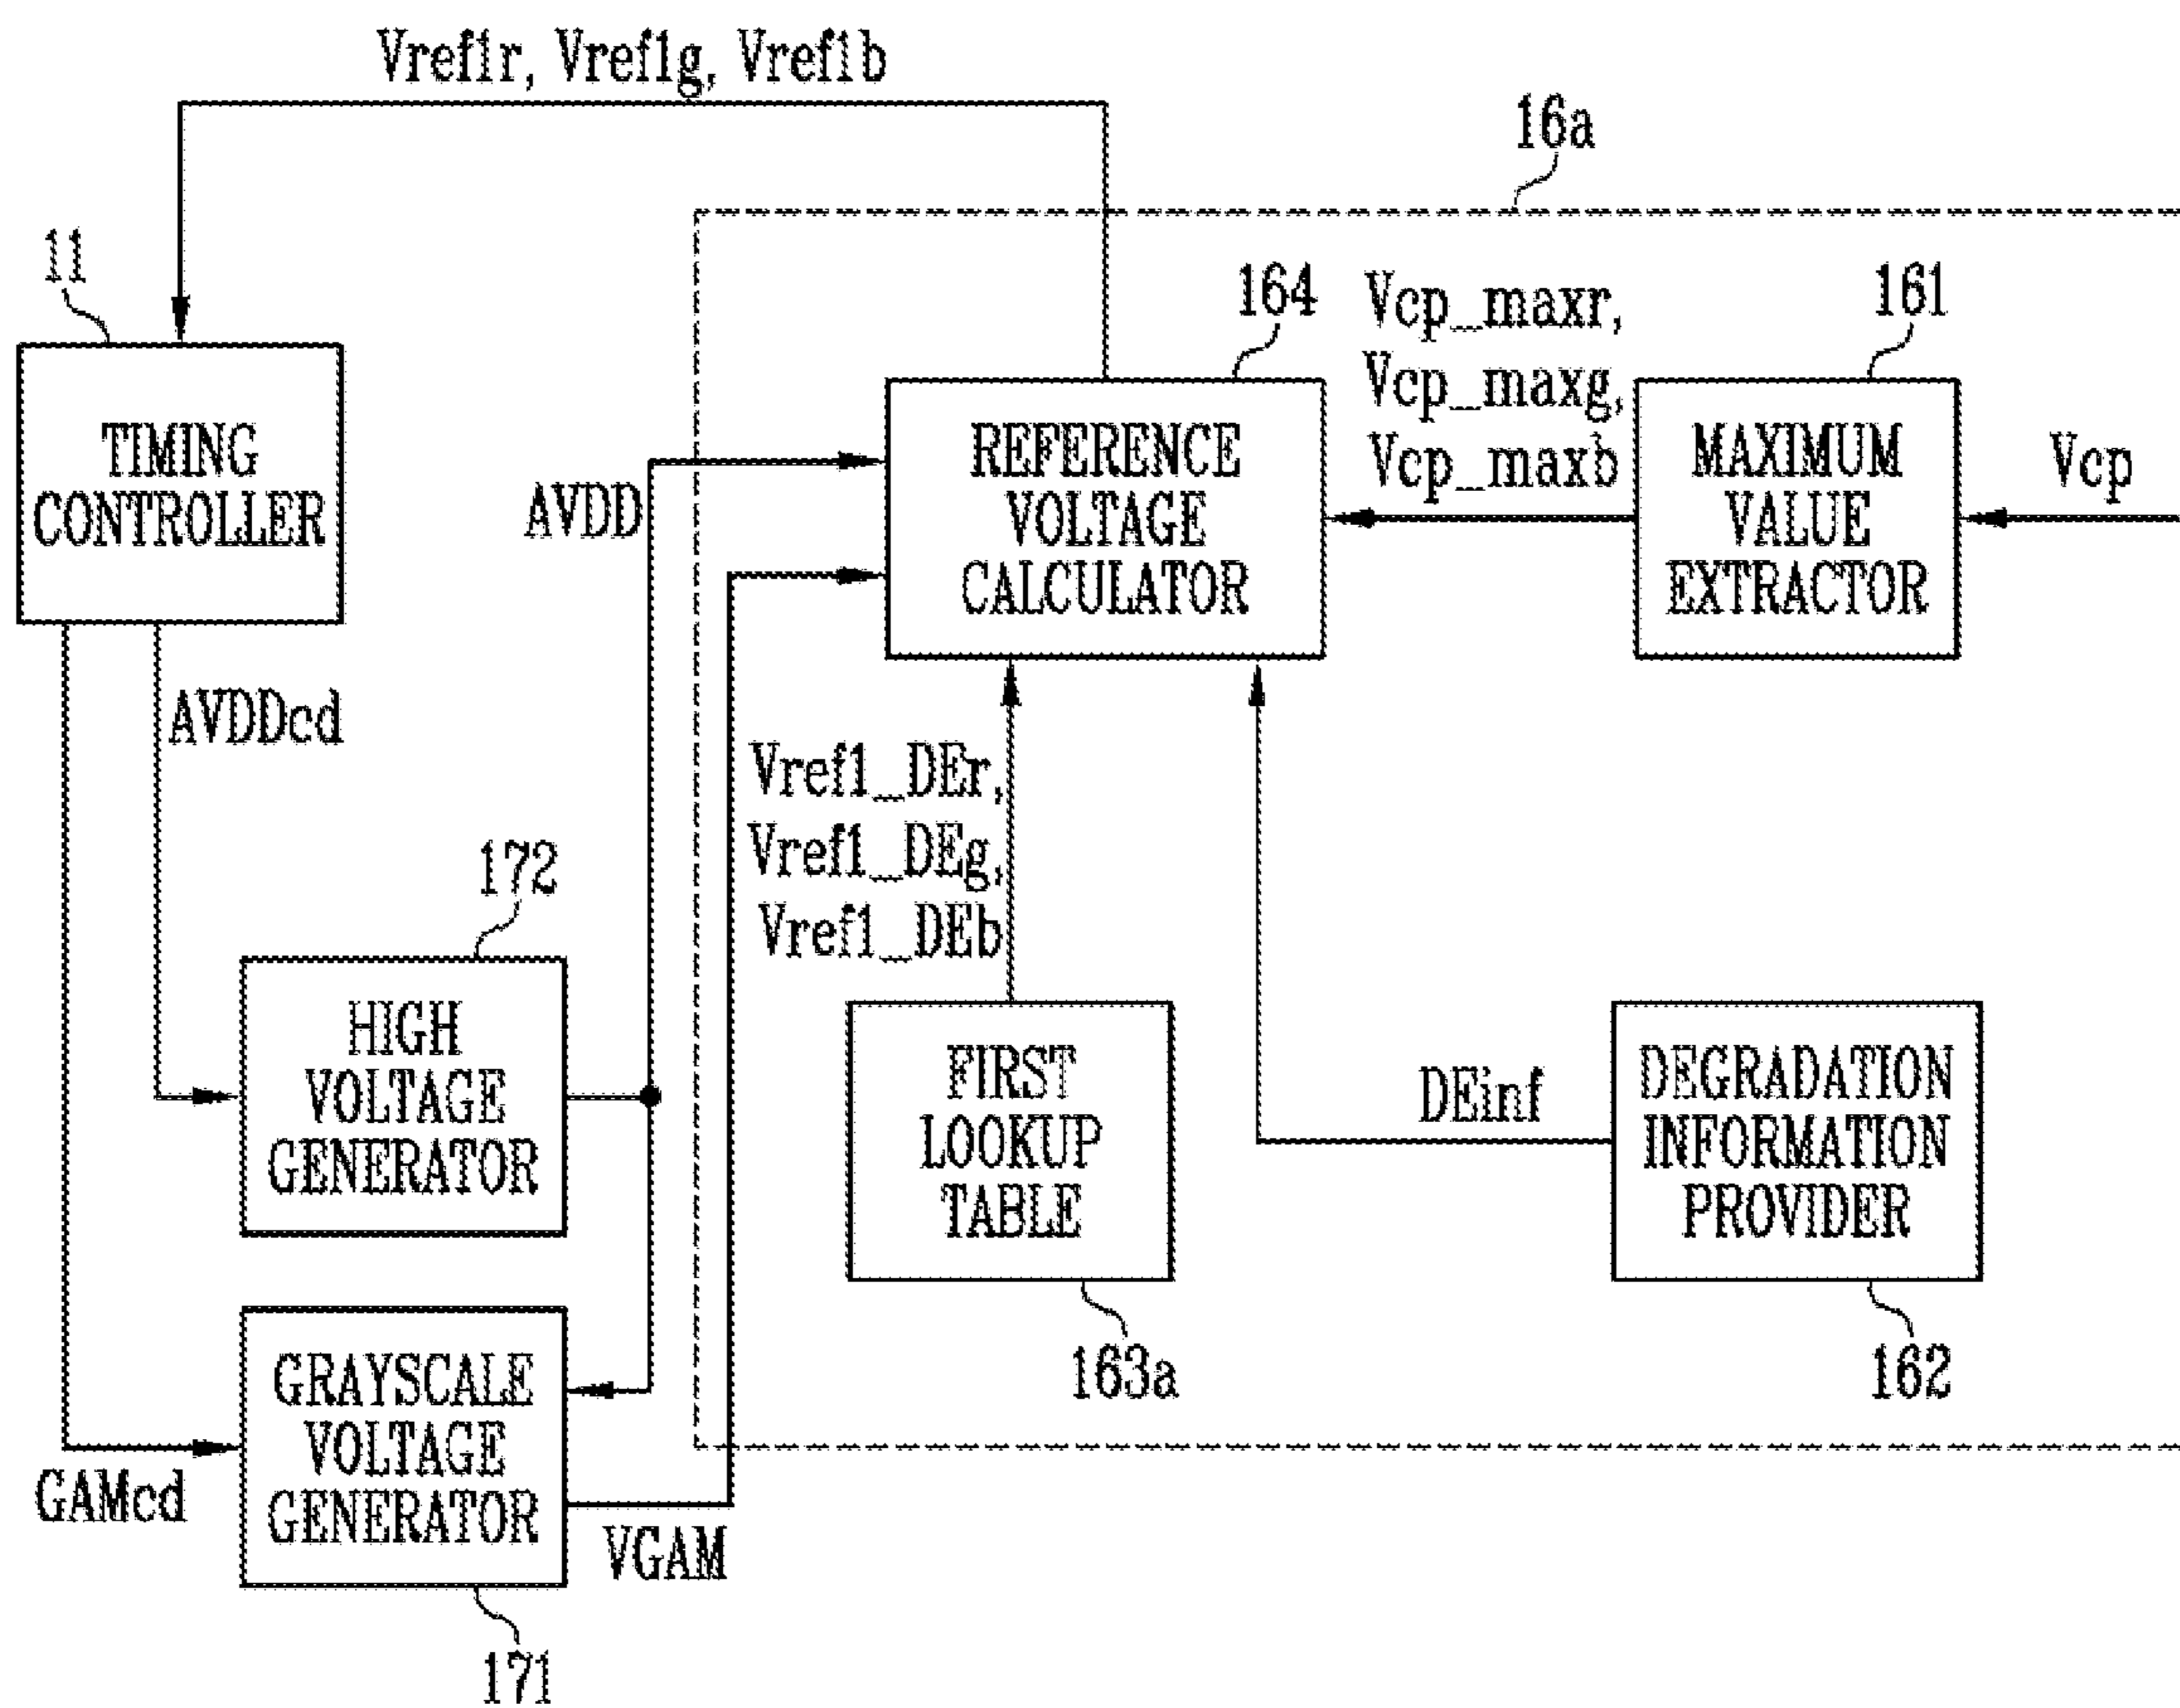 Vref1r, Vref1g, Vref1b
16a
11
164
Vcp_maxr,
Vcp_maxg,
Vcp_maxb
161
TIMING
CONTROLLER
AVDD
REFERENCE
VOLTAGE
CALCULATOR
MAXIMUM
VALUE
EXTRACTOR
Vcp
AVDDcd
Vref1_DEr,
Vref1_DEg,
Vref1_DEb
172
HIGH
VOLTAGE
GENERATOR
FIRST
LOOKUP
TABLE
DEinf
DEGRADATION
INFORMATION
PROVIDER
163a
162
GRAYSCALE
VOLTAGE
GENERATOR
GAMcd
VGAM
171